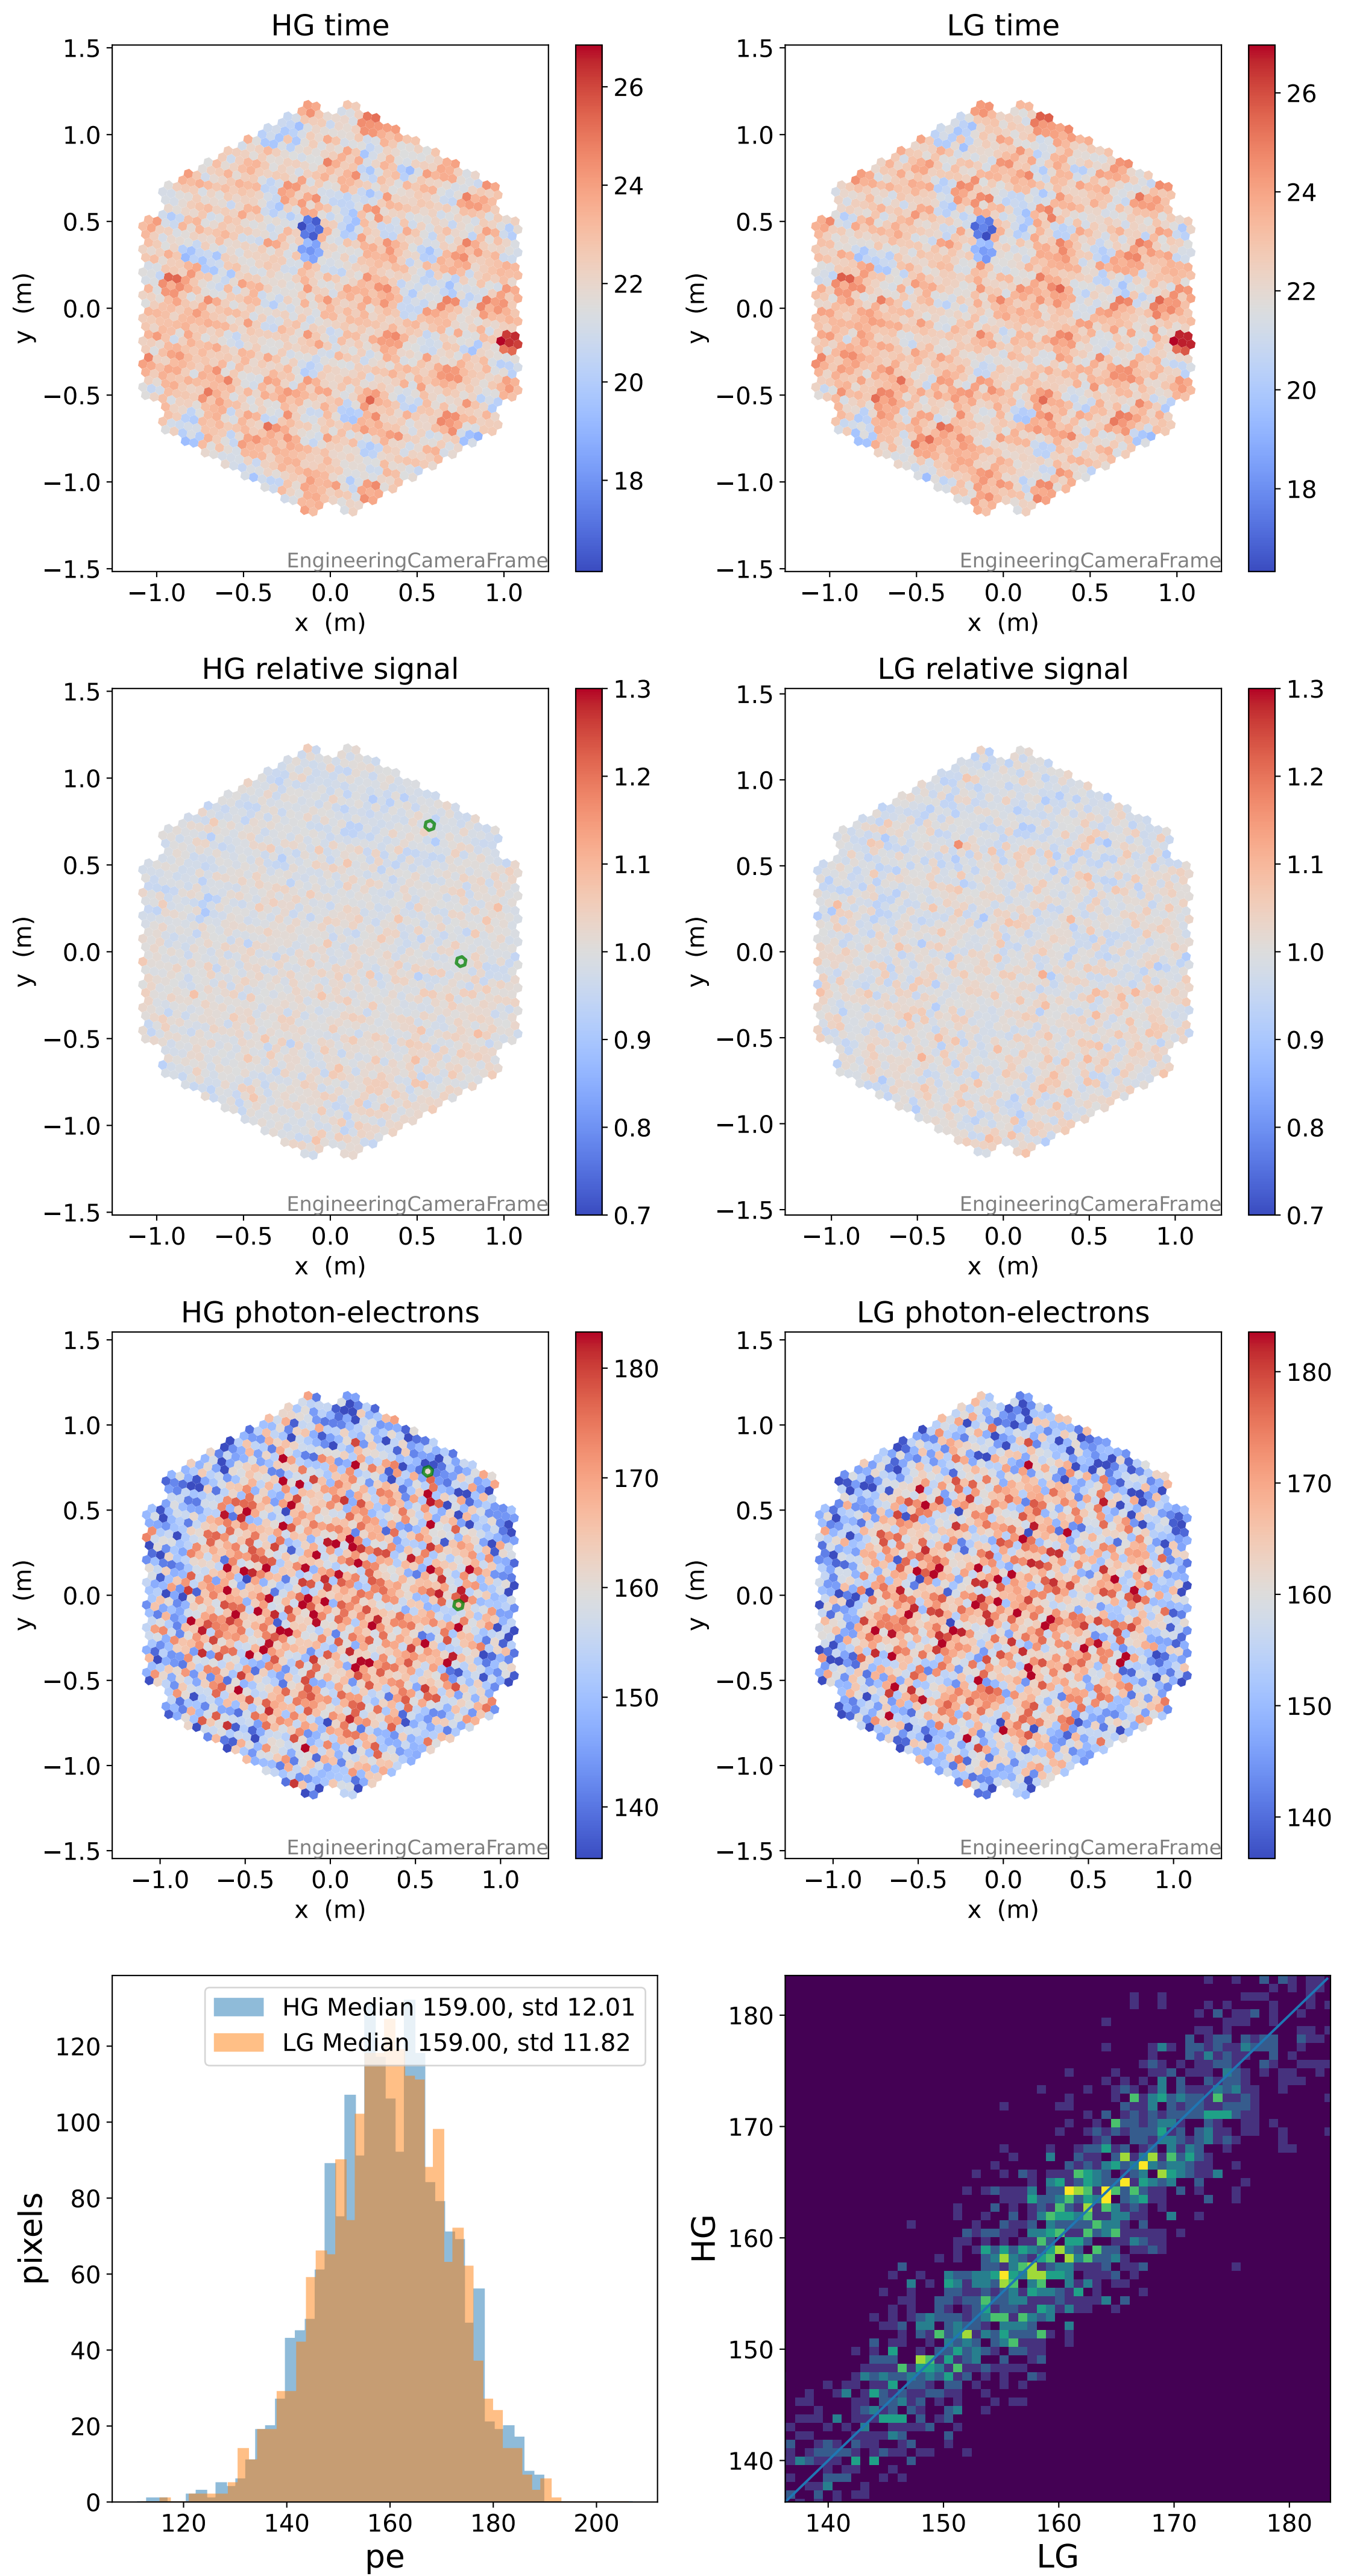 HG time
LG time
1.5
1.0
0.5
0.0
−0.5
−1.0
−1.5
y (m)
EngineeringCameraFrame
−1.0 −0.5 0.0 0.5 1.0
x (m)
26
24
22
20
18
1.5
1.0
0.5
0.0
−0.5
−1.0
−1.5
y (m)
EngineeringCameraFrame
−1.0 −0.5 0.0 0.5 1.0
x (m)
26
24
22
20
18
HG relative signal
LG relative signal
1.5
1.0
0.5
0.0
−0.5
−1.0
−1.5
y (m)
EngineeringCameraFrame
−1.0 −0.5 0.0 0.5 1.0
x (m)
1.3
1.2
1.1
1.0
0.9
0.8
0.7
1.5
1.0
0.5
0.0
−0.5
−1.0
−1.5
y (m)
EngineeringCameraFrame
−1.0 −0.5 0.0 0.5 1.0
x (m)
1.3
1.2
1.1
1.0
0.9
0.8
0.7
HG photon-electrons
LG photon-electrons
1.5
1.0
0.5
0.0
−0.5
−1.0
−1.5
y (m)
EngineeringCameraFrame
−1.0 −0.5 0.0 0.5 1.0
x (m)
180
170
160
150
140
1.5
1.0
0.5
0.0
−0.5
−1.0
−1.5
y (m)
EngineeringCameraFrame
−1.0 −0.5 0.0 0.5 1.0
x (m)
180
170
160
150
140
HG Median 159.00, std 12.01
LG Median 159.00, std 11.82
120
100
80
60
40
20
0
pixels
120 140 160 180 200
pe
180
170
160
150
140
HG
140 150 160 170 180
LG